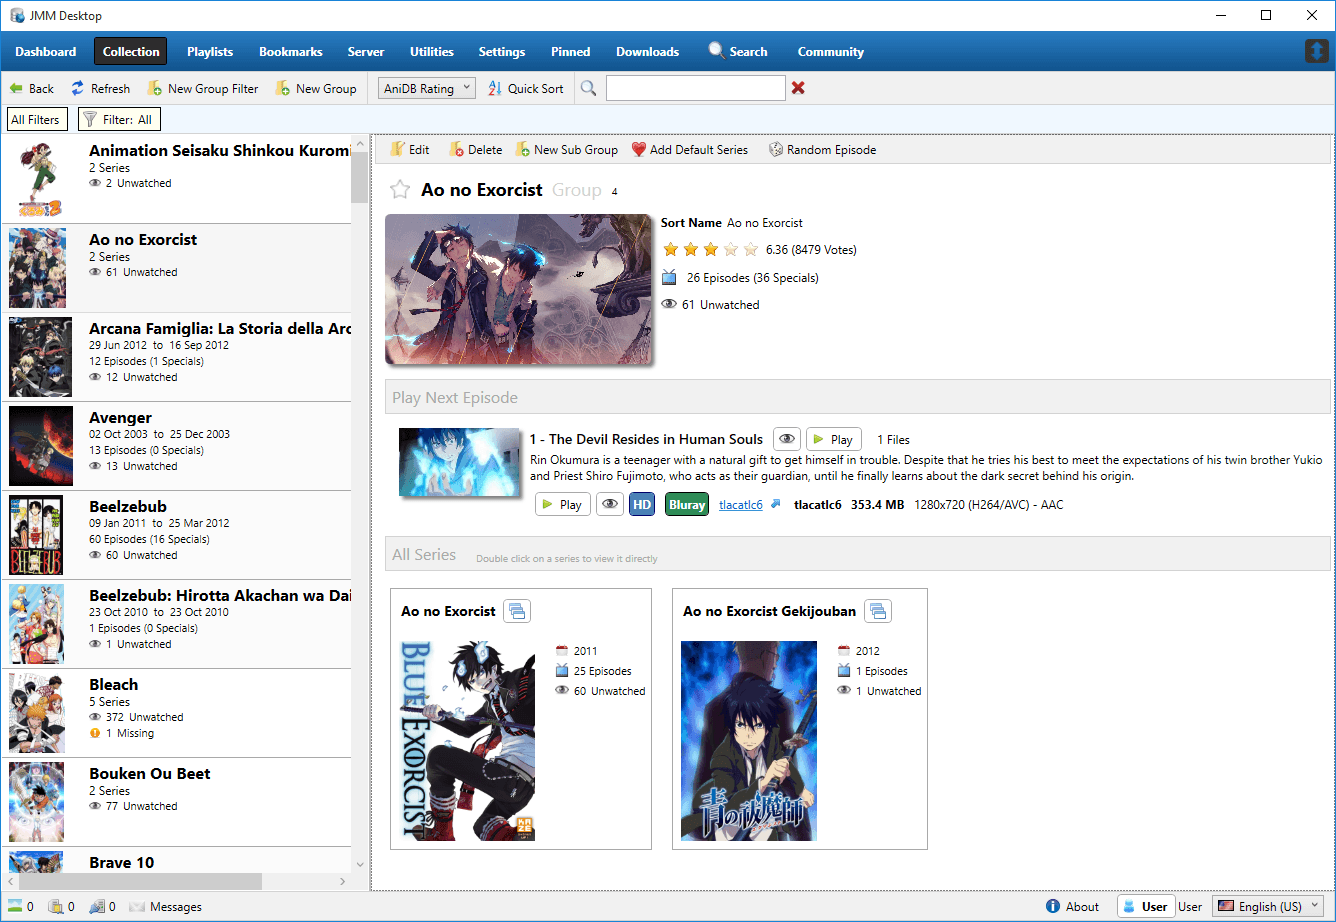 JMM Desktop
Dashboard Collection Playlists Bookmarks Server Utilities Settings Pinned Downloads Search Community
Back Refresh New Group Filter New Group AniDB Rating Quick Sort
All Filters Filter: All
Animation Seisaku Shinkou Kuromi
2 Series
2 Unwatched
Ao no Exorcist
2 Series
61 Unwatched
Arcana Famiglia: La Storia della Arc
29 Jun 2012 to 16 Sep 2012
12 Episodes (1 Specials)
12 Unwatched
Avenger
02 Oct 2003 to 25 Dec 2003
13 Episodes (0 Specials)
13 Unwatched
BEELZEBUB
Beelzebub
09 Jan 2011 to 25 Mar 2012
60 Episodes (16 Specials)
60 Unwatched
Beelzebub: Hirotta Akachan wa Dai
23 Oct 2010 to 23 Oct 2010
1 Episodes (0 Specials)
1 Unwatched
Bleach
5 Series
372 Unwatched
1 Missing
Bouken Ou Beet
2 Series
77 Unwatched
Brave 10
Edit Delete New Sub Group Add Default Series Random Episode
Ao no Exorcist Group 4
Sort Name Ao no Exorcist
6.36 (8479 Votes)
26 Episodes (36 Specials)
61 Unwatched
Play Next Episode
1 - The Devil Resides in Human Souls Play 1 Files
Rin Okumura is a teenager with a natural gift to get himself in trouble. Despite that he tries his best to meet the expectations of his twin brother Yukio
and Priest Shiro Fujimoto, who acts as their guardian, until he finally learns about the dark secret behind his origin.
Play HD Bluray tlacatlc6 tlacatlc6 353.4 MB 1280x720 (H264/AVC) - AAC
All Series Double click on a series to view it directly
Ao no Exorcist
BLUE EXORCIST
KAZE
2011
25 Episodes
60 Unwatched
Ao no Exorcist Gekijouban
青の祓魔師
2012
1 Episodes
1 Unwatched
0 0 0 Messages
About User User English (US)